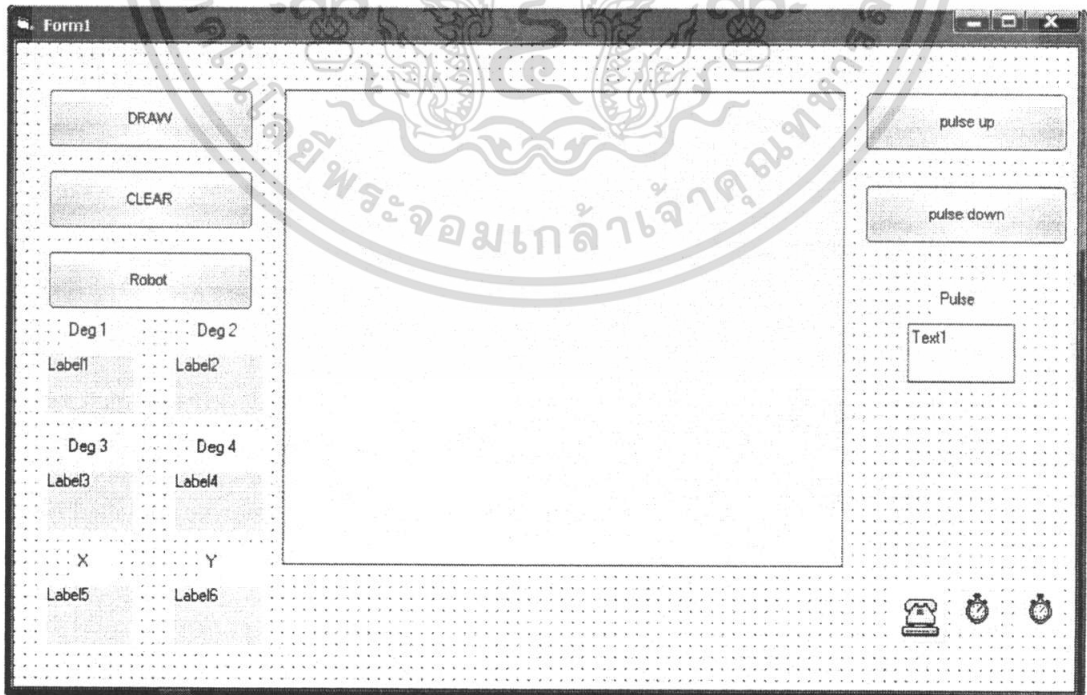 Form1
DRAW
CLEAR
Robot
Deg 1 Deg 2
Label1 Label2
Deg 3 Deg 4
Label3 Label4
X Y
Label5 Label6
pulse up
pulse down
Pulse
Text1
พระจอมเกล้าเจ้าคุณทหาร